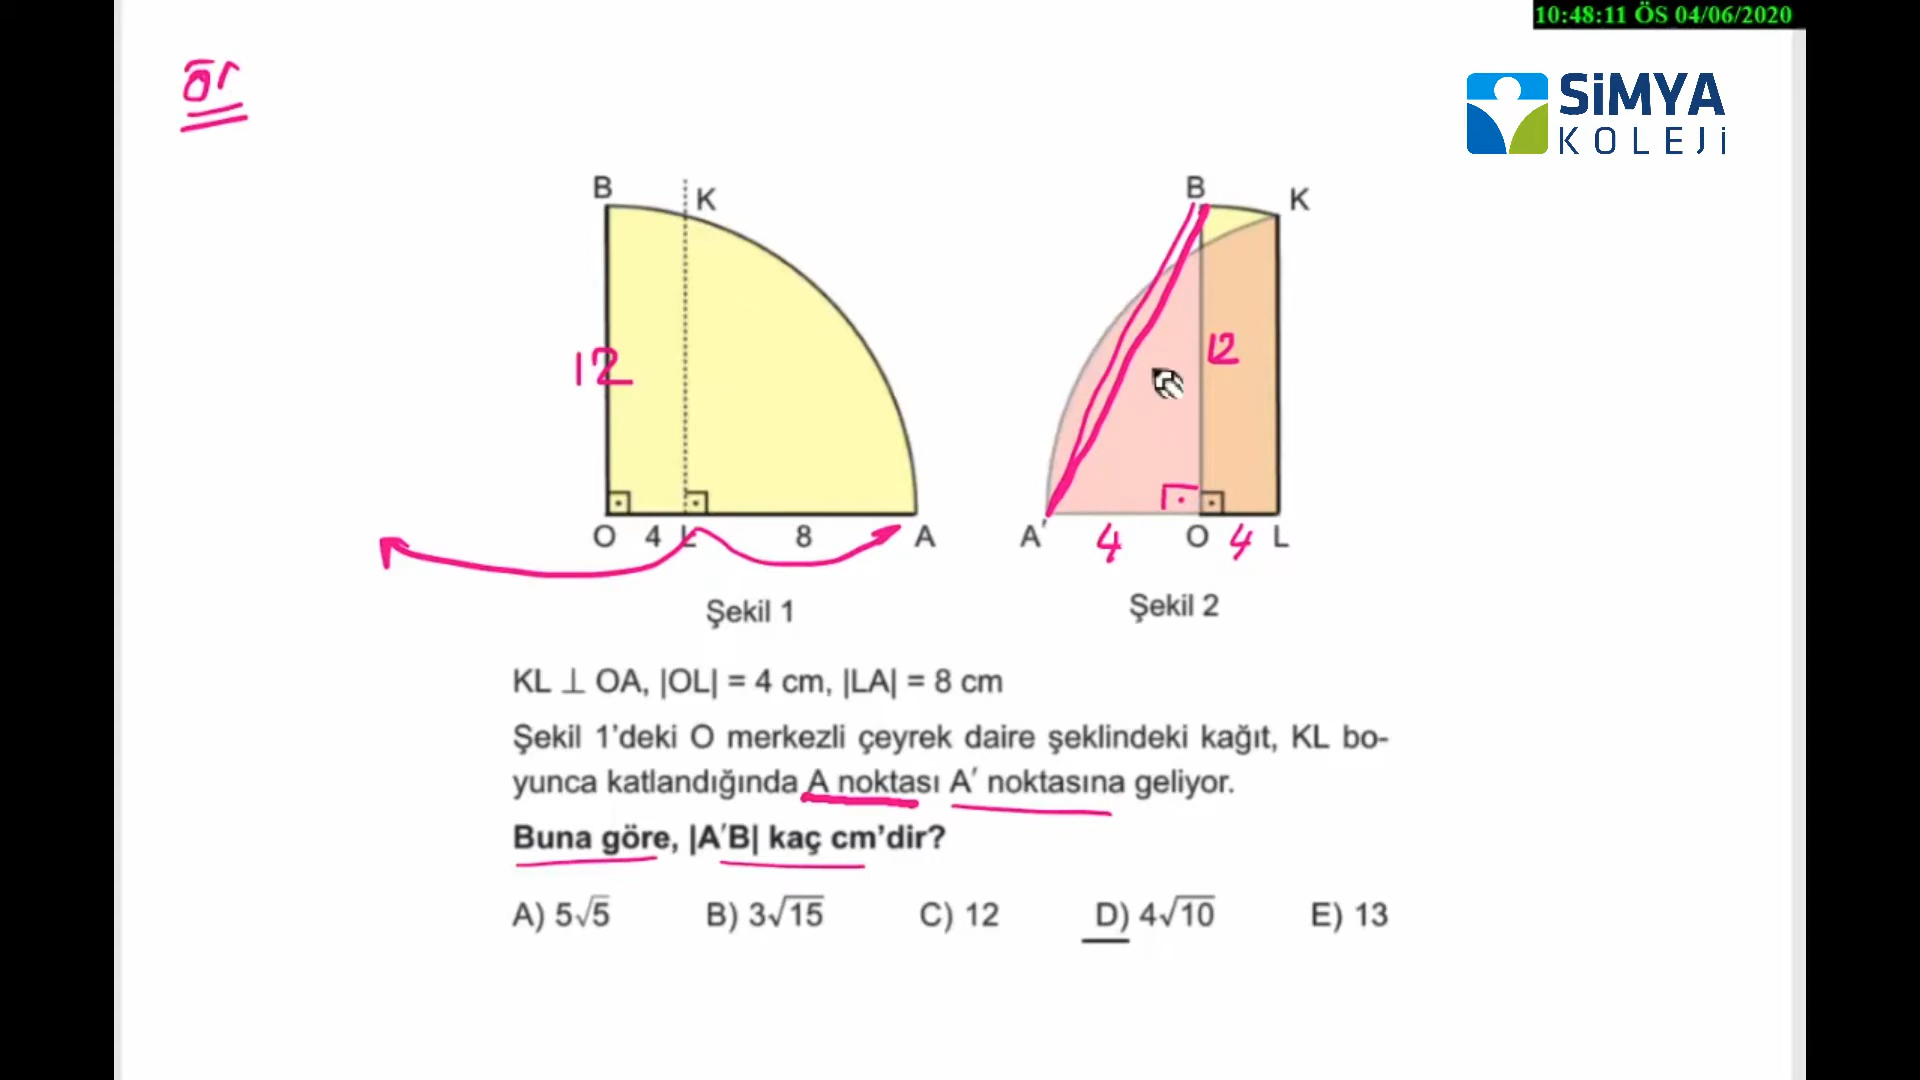 10:48:11 ÖS 04/06/2020
ör
SiMYA
KOLEJi
B K
12
O 4 L 8 A
Şekil 1
B K
12
A′ 4 O 4 L
Şekil 2
KL ⊥ OA, |OL| = 4 cm, |LA| = 8 cm
Şekil 1’deki O merkezli çeyrek daire şeklindeki kağıt, KL bo-
yunca katlandığında A noktası A′ noktasına geliyor.
Buna göre, |A′B| kaç cm’dir?
A) 5√5 B) 3√15 C) 12 D) 4√10 E) 13